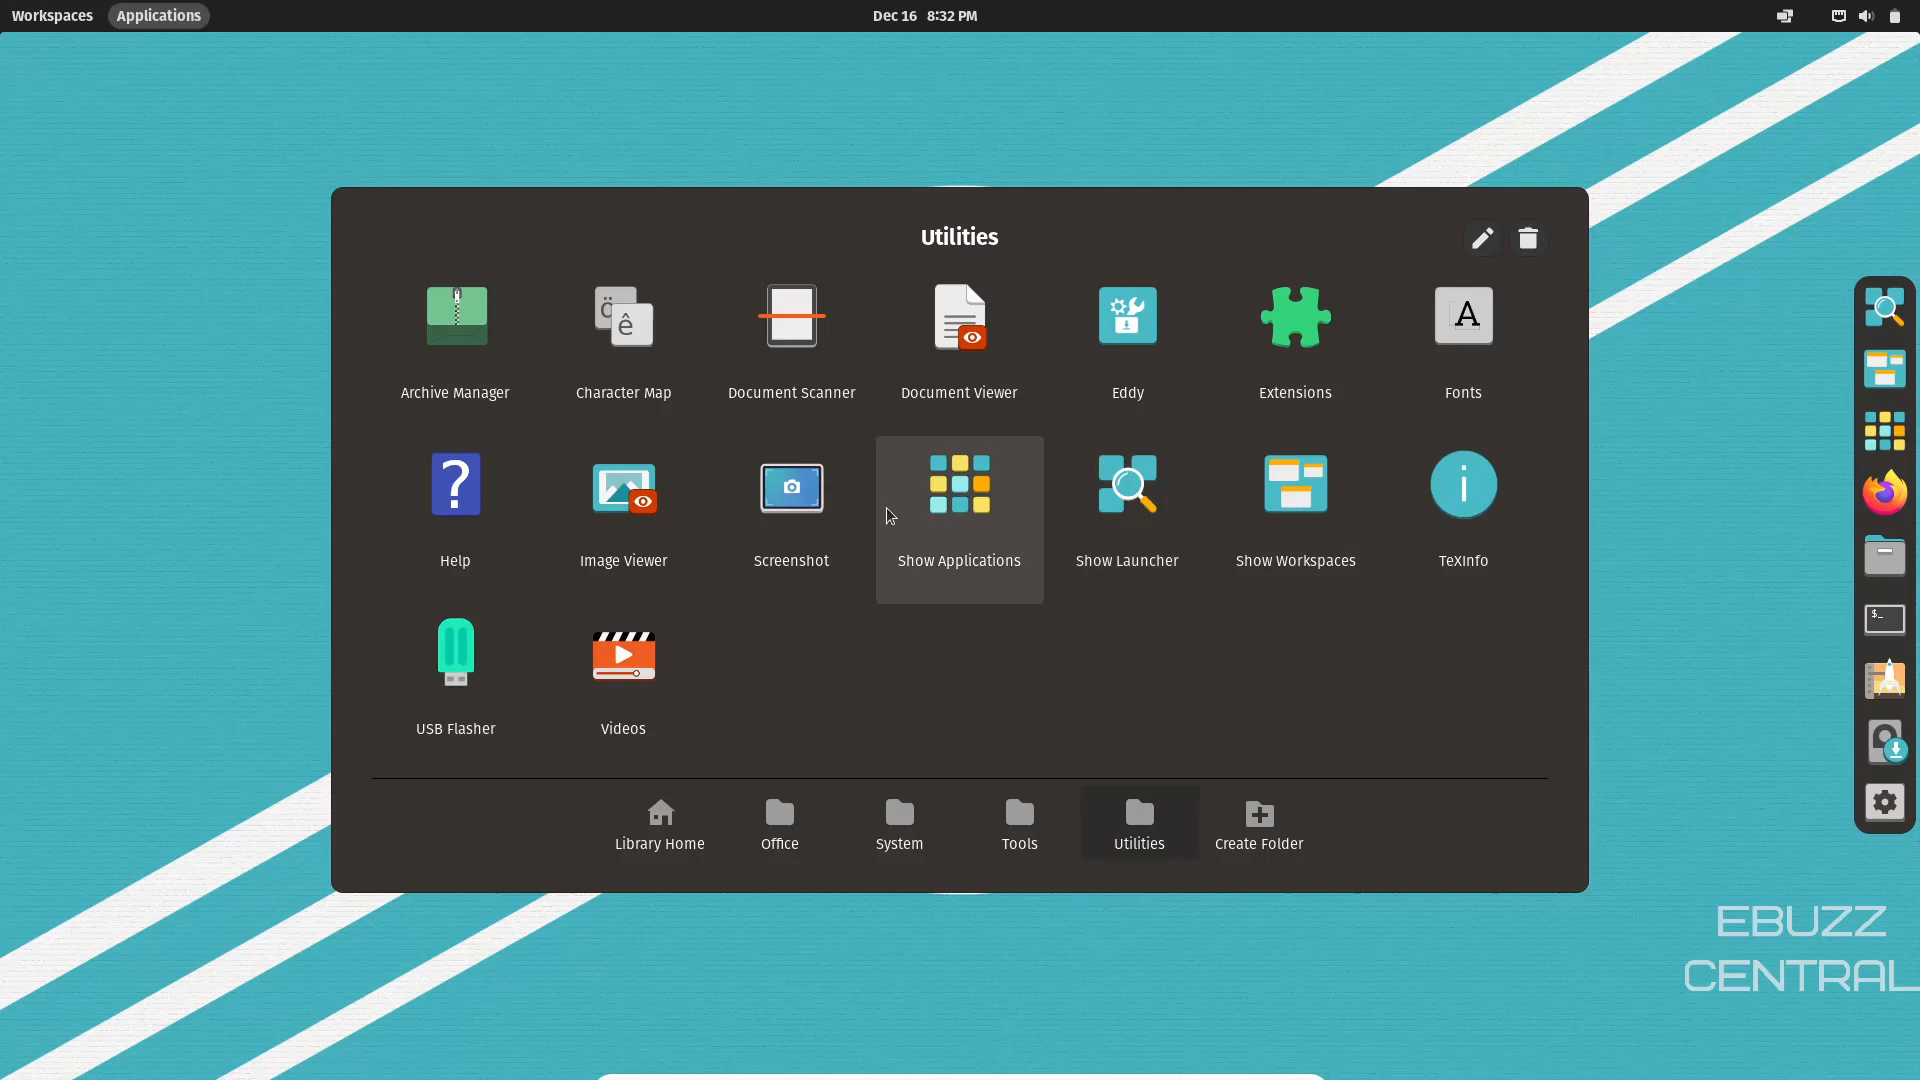 Workspaces Applications Dec 16 8:32 PM
Utilities
ö ê A
Archive Manager Character Map Document Scanner Document Viewer Eddy Extensions Fonts
? i
Help Image Viewer Screenshot Show Applications Show Launcher Show Workspaces TeXInfo
$_
USB Flasher Videos
Library Home Office System Tools Utilities Create Folder
EBUZZ
CENTRAL